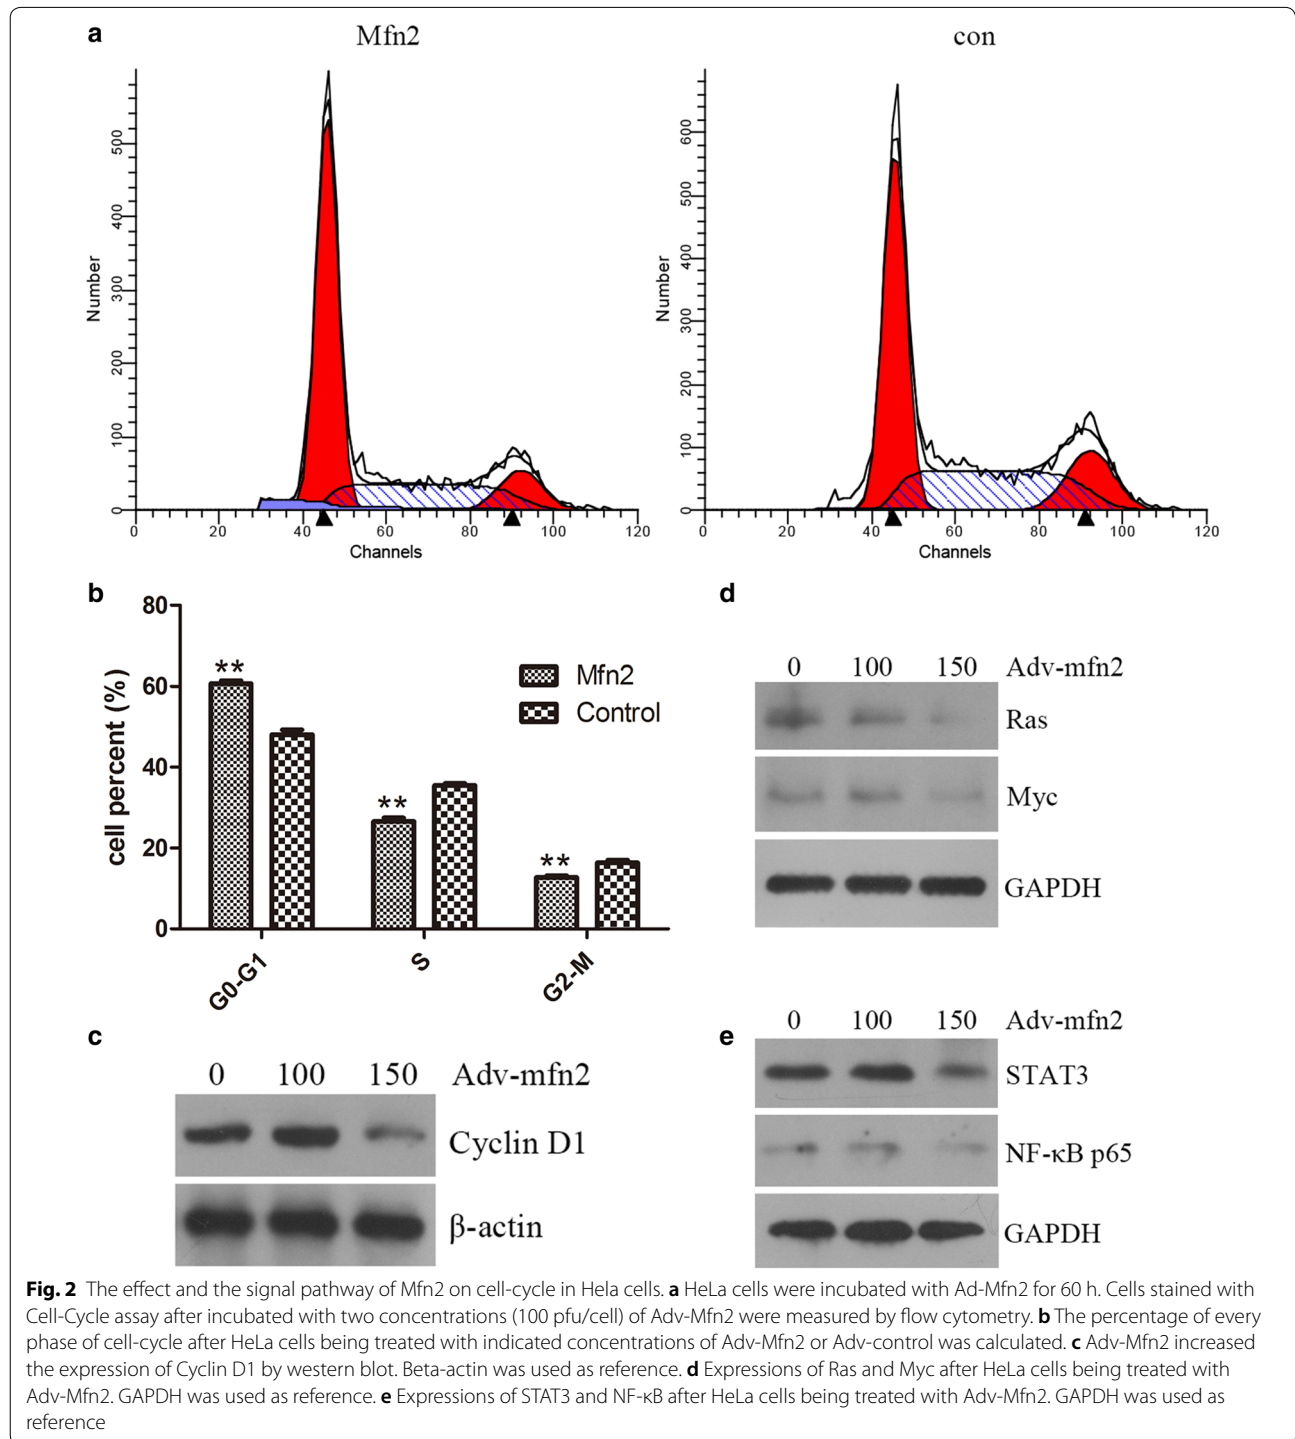 a
Mfn2
con
Number
0 100 200 300 400 500
0 20 40 60 80 100 120
Channels
Number
0 100 200 300 400 500 600
0 20 40 60 80 100 120
Channels
b
cell percent (%)
80
60
40
20
0
** ** **
Mfn2
Control
G0-G1 S G2-M
c
0 100 150 Adv-mfn2
Cyclin D1
β-actin
d
0 100 150 Adv-mfn2
Ras
Myc
GAPDH
e
0 100 150 Adv-mfn2
STAT3
NF-κB p65
GAPDH
Fig. 2 The effect and the signal pathway of Mfn2 on cell-cycle in Hela cells. a HeLa cells were incubated with Ad-Mfn2 for 60 h. Cells stained with
Cell-Cycle assay after incubated with two concentrations (100 pfu/cell) of Adv-Mfn2 were measured by flow cytometry. b The percentage of every
phase of cell-cycle after HeLa cells being treated with indicated concentrations of Adv-Mfn2 or Adv-control was calculated. c Adv-Mfn2 increased
the expression of Cyclin D1 by western blot. Beta-actin was used as reference. d Expressions of Ras and Myc after HeLa cells being treated with
Adv-Mfn2. GAPDH was used as reference. e Expressions of STAT3 and NF-κB after HeLa cells being treated with Adv-Mfn2. GAPDH was used as
reference